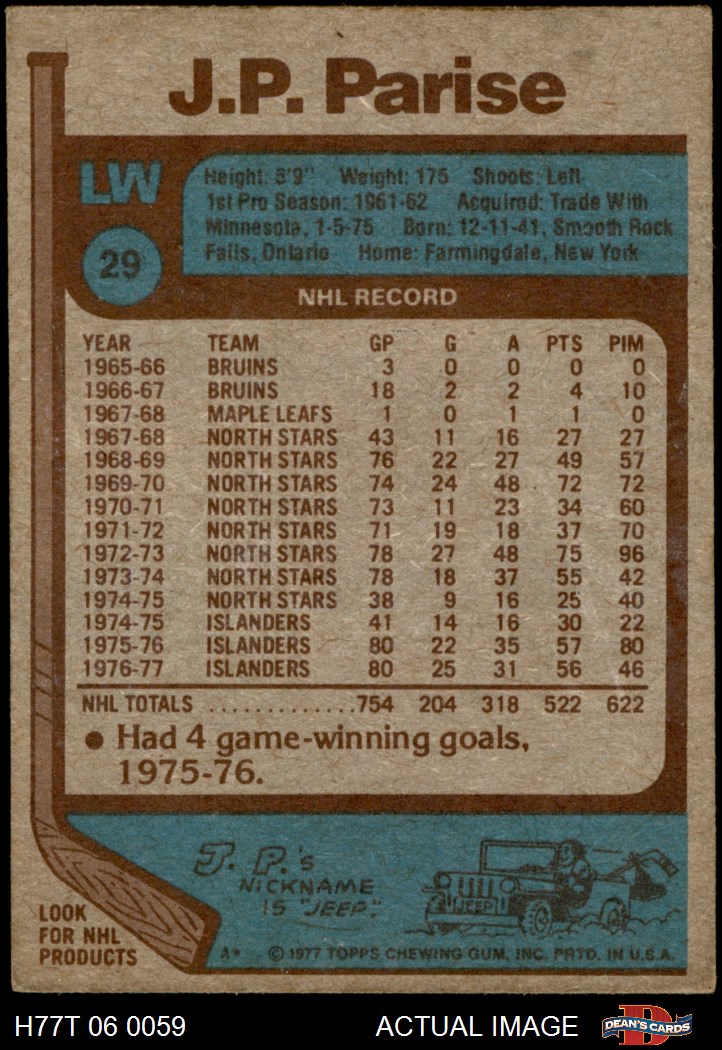 J.P. Parise
LW
29
Height: 5'9" Weight: 175 Shoots: Left
1st Pro Season: 1961-62 Acquired: Trade With
Minnesota, 1-5-75 Born: 12-11-41, Smooth Rock
Falls, Ontario Home: Farmingdale, New York
NHL RECORD
YEAR TEAM GP G A PTS PIM
1965-66 BRUINS 3 0 0 0 0
1966-67 BRUINS 18 2 2 4 10
1967-68 MAPLE LEAFS 1 0 1 1 0
1967-68 NORTH STARS 43 11 16 27 27
1968-69 NORTH STARS 76 22 27 49 57
1969-70 NORTH STARS 74 24 48 72 72
1970-71 NORTH STARS 73 11 23 34 60
1971-72 NORTH STARS 71 19 18 37 70
1972-73 NORTH STARS 78 27 48 75 96
1973-74 NORTH STARS 78 18 37 55 42
1974-75 NORTH STARS 38 9 16 25 40
1974-75 ISLANDERS 41 14 16 30 22
1975-76 ISLANDERS 80 22 35 57 80
1976-77 ISLANDERS 80 25 31 56 46
NHL TOTALS .............754 204 318 522 622
● Had 4 game-winning goals,
1975-76.
J. P.'s
NICKNAME
IS "JEEP."
JEEP
LOOK
FOR NHL
PRODUCTS
A* © 1977 TOPPS CHEWING GUM, INC. PRTD. IN U.S.A.
H77T 06 0059 ACTUAL IMAGE
D
DEAN'S CARDS